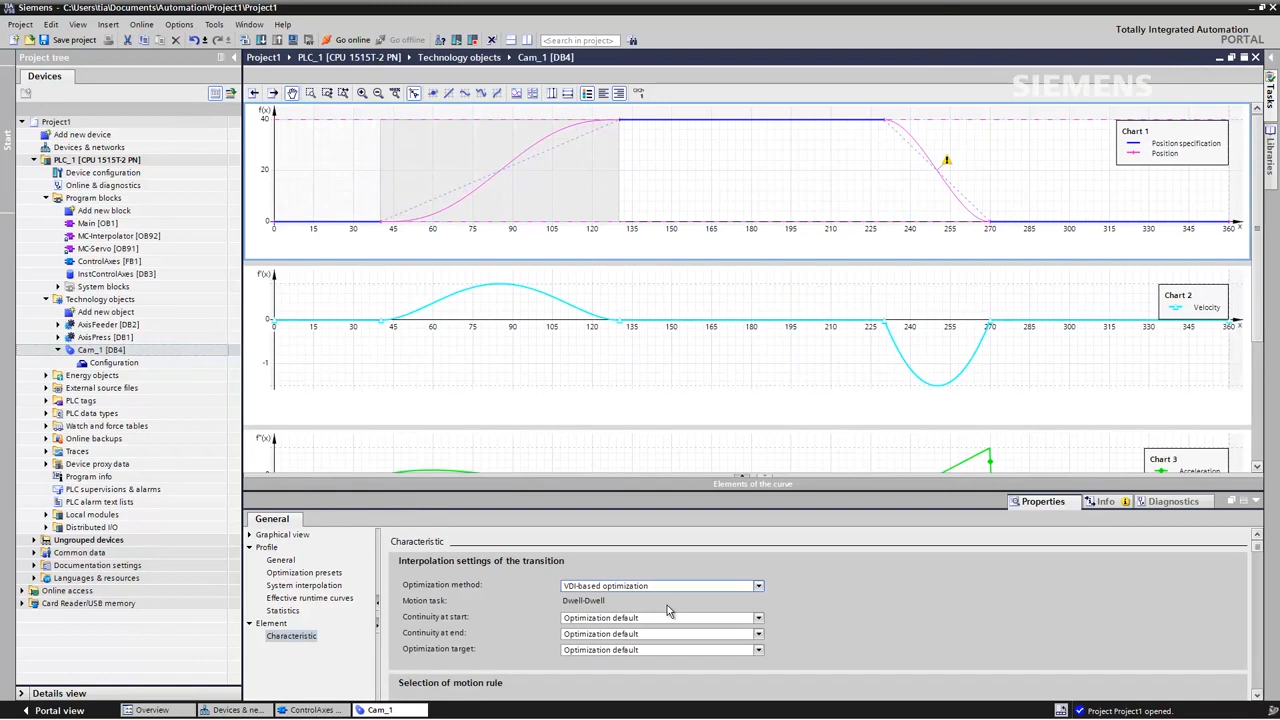 Siemens - C:\Users\tia\Documents\Automation\Project1\Project1
Project Edit View Insert Online Options Tools Window Help
Totally Integrated Automation
PORTAL
Save project
Go online
Go offline
<Search in project>
Project tree
Project1 PLC_1 [CPU 1515T-2 PN] Technology objects Cam_1 [DB4]
Devices
SIEMENS
Start
Tasks
Libraries
Project1
Add new device
Devices & networks
PLC_1 [CPU 1515T-2 PN]
Device configuration
Online & diagnostics
Program blocks
Add new block
Main [OB1]
MC-Interpolator [OB92]
MC-Servo [OB91]
ControlAxes [FB1]
InstControlAxes [DB3]
System blocks
Technology objects
Add new object
AxisFeeder [DB2]
AxisPress [DB1]
Cam_1 [DB4]
Configuration
Energy objects
External source files
PLC tags
PLC data types
Watch and force tables
Online backups
Traces
Device proxy data
Program info
PLC supervisions & alarms
PLC alarm text lists
Local modules
Distributed I/O
Ungrouped devices
Common data
Documentation settings
Languages & resources
Online access
Card Reader/USB memory
Details view
f(x)
40
20
0
0 15 30 45 60 75 90 105 120 135 150 165 180 195 210 225 240 255 270 285 300 315 330 345 360 x
Chart 1
Position specification
Position
f'(x)
0
-1
0 15 30 45 60 75 90 105 120 135 150 165 180 195 210 225 240 255 270 285 300 315 330 345 360 x
Chart 2
Velocity
f''(x)
Chart 3
Acceleration
Elements of the curve
Properties Info Diagnostics
General
Graphical view
Profile
General
Optimization presets
System interpolation
Effective runtime curves
Statistics
Element
Characteristic
Characteristic
Interpolation settings of the transition
Optimization method: VDI-based optimization
Motion task: Dwell-Dwell
Continuity at start: Optimization default
Continuity at end: Optimization default
Optimization target: Optimization default
Selection of motion rule
Portal view Overview Devices & ne... ControlAxes ... Cam_1 Project Project1 opened.